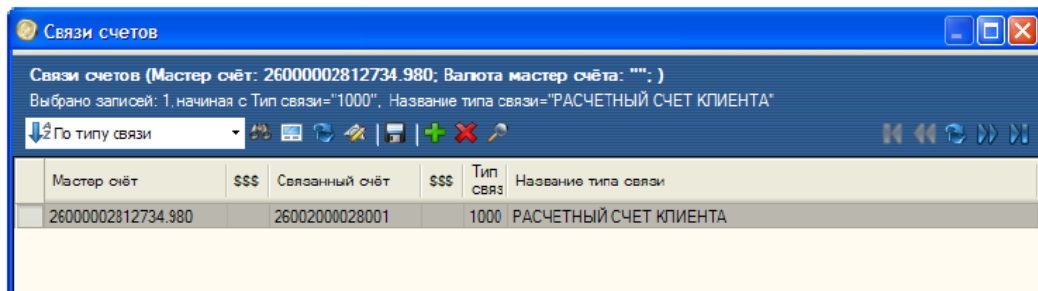 Связи счетов
Связи счетов (Мастер счёт: 26000002812734.980; Валюта мастер счёта: ""; )
Выбрано записей: 1, начиная с Тип связи="1000", Название типа связи="РАСЧЕТНЫЙ СЧЕТ КЛИЕНТА"
По типу связи
Мастер счёт $$$ Связанный счёт $$$ Тип связ Название типа связи
26000002812734.980 26002000028001 1000 РАСЧЕТНЫЙ СЧЕТ КЛИЕНТА